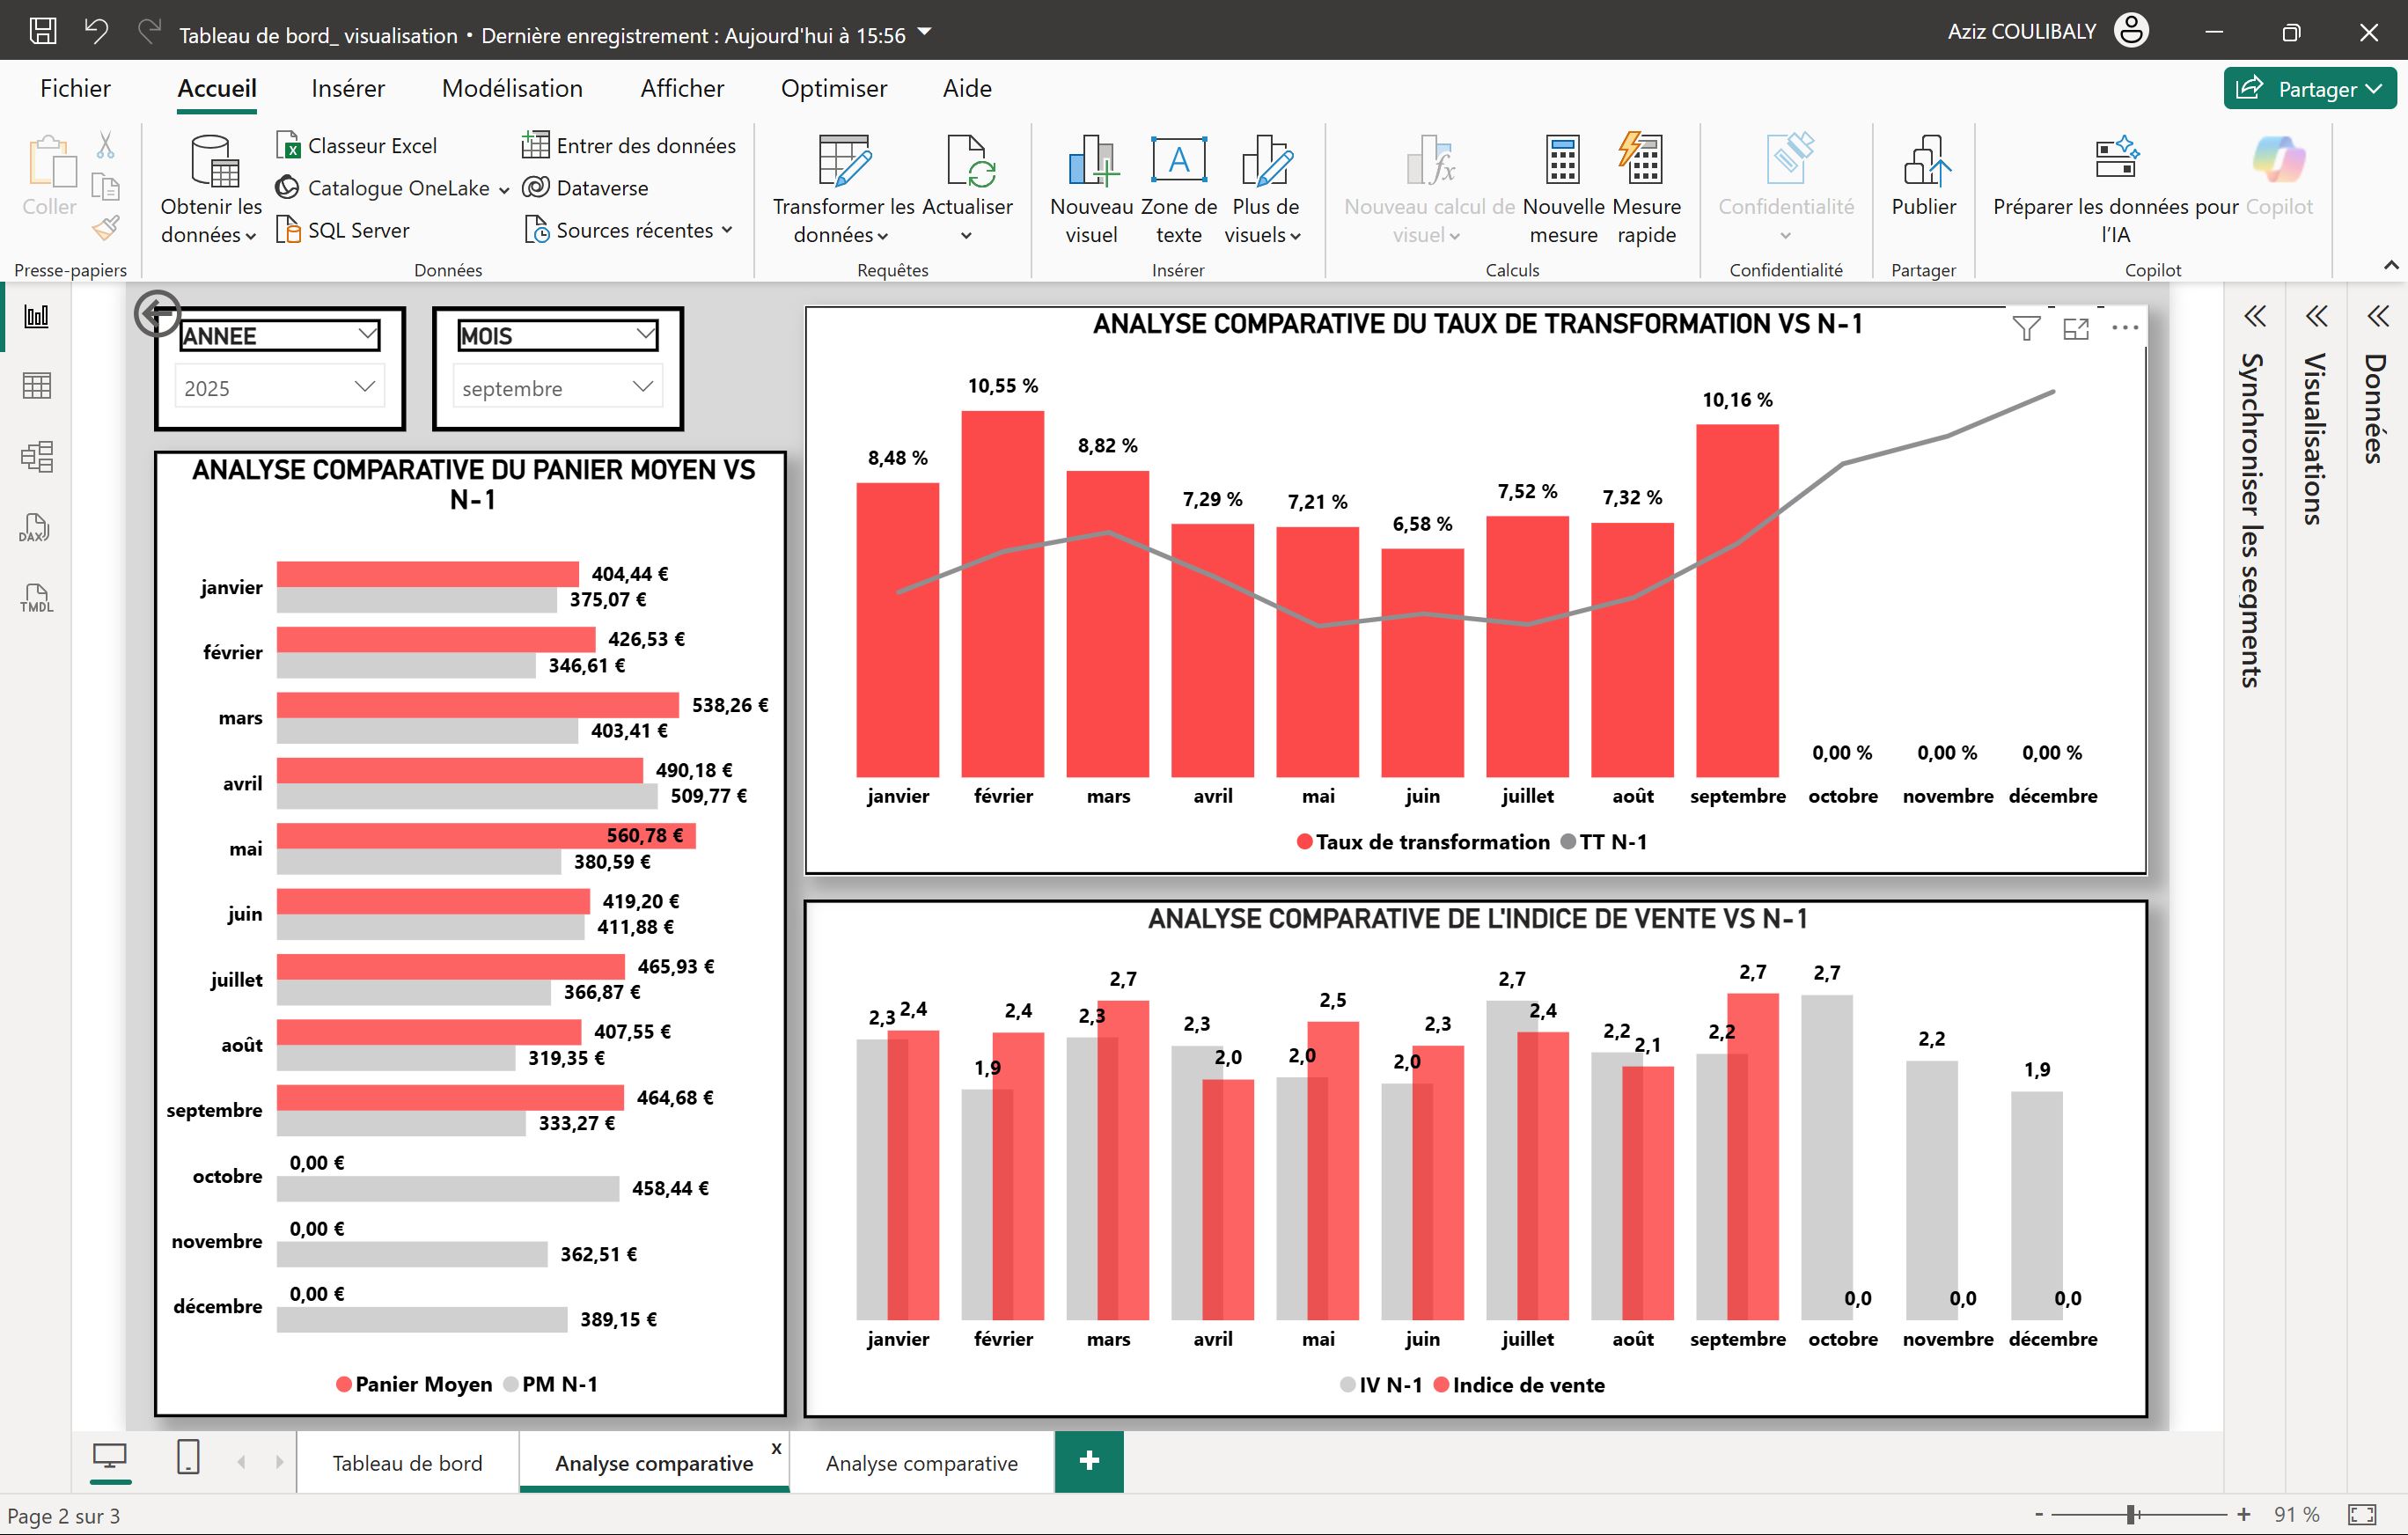 Tableau de bord_ visualisation • Dernière enregistrement : Aujourd'hui à 15:56
Aziz COULIBALY
Fichier Accueil Insérer Modélisation Afficher Optimiser Aide
Partager
Coller
Presse-papiers
Obtenir les données
Classeur Excel
Catalogue OneLake
SQL Server
Entrer des données
Dataverse
Sources récentes
Données
Transformer les données
Actualiser
Requêtes
Nouveau visuel
Zone de texte
Plus de visuels
Insérer
Nouveau calcul de visuel
Nouvelle mesure
Mesure rapide
Calculs
Confidentialité
Confidentialité
Publier
Partager
Préparer les données pour l'IA
Copilot
Copilot
DAX
TMDL
ANNEE
2025
MOIS
septembre
ANALYSE COMPARATIVE DU PANIER MOYEN VS
N-1
janvier 404,44 €
375,07 €
février 426,53 €
346,61 €
mars 538,26 €
403,41 €
avril 490,18 €
509,77 €
mai 560,78 €
380,59 €
juin 419,20 €
411,88 €
juillet 465,93 €
366,87 €
août 407,55 €
319,35 €
septembre 464,68 €
333,27 €
octobre 0,00 €
458,44 €
novembre 0,00 €
362,51 €
décembre 0,00 €
389,15 €
Panier Moyen PM N-1
ANALYSE COMPARATIVE DU TAUX DE TRANSFORMATION VS N-1
8,48 % 10,55 % 8,82 % 7,29 % 7,21 % 6,58 % 7,52 % 7,32 % 10,16 % 0,00 % 0,00 % 0,00 %
janvier février mars avril mai juin juillet août septembre octobre novembre décembre
Taux de transformation TT N-1
ANALYSE COMPARATIVE DE L'INDICE DE VENTE VS N-1
2,3 2,4 1,9 2,4 2,3 2,7 2,3 2,0 2,0 2,5 2,0 2,3 2,7 2,4 2,2 2,1 2,2 2,7 2,7 0,0 2,2 0,0 1,9 0,0
janvier février mars avril mai juin juillet août septembre octobre novembre décembre
IV N-1 Indice de vente
Synchroniser les segments
Visualisations
Données
Tableau de bord
Analyse comparative x
Analyse comparative
+
Page 2 sur 3
- + 91 %